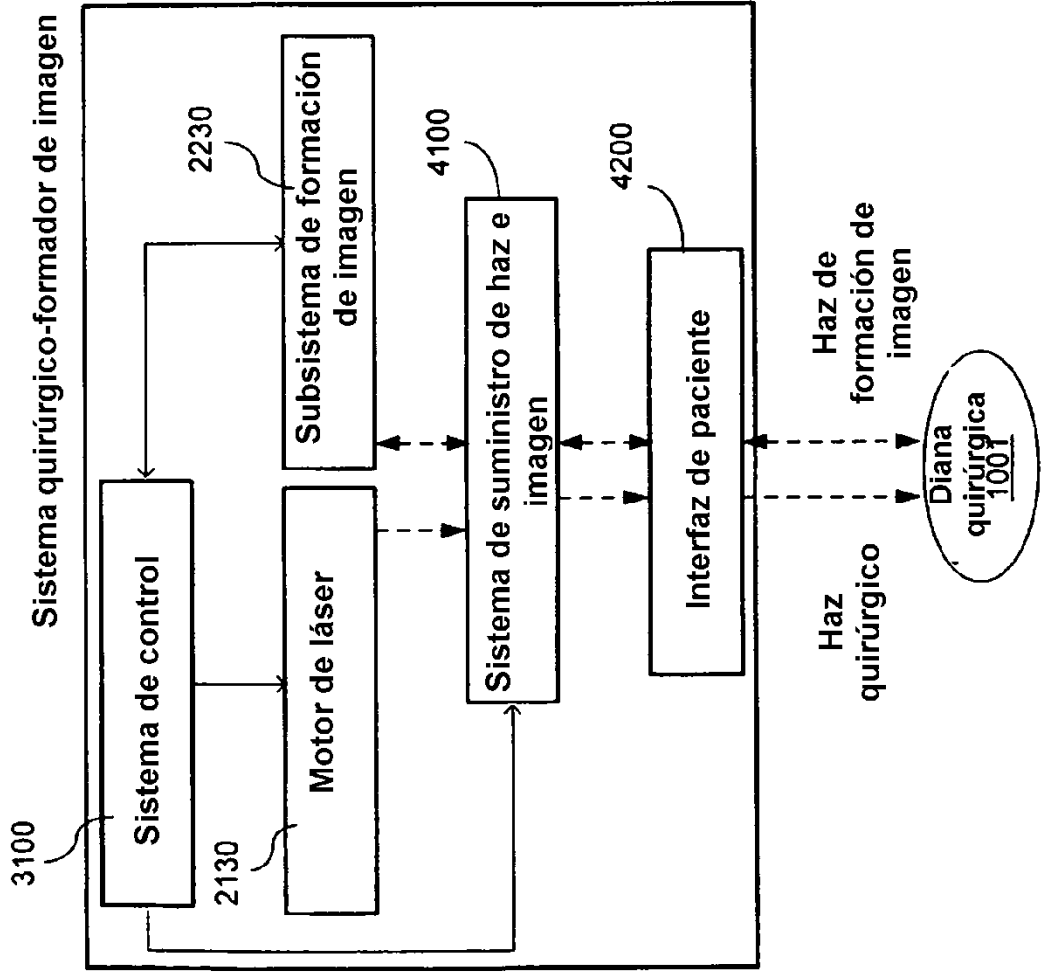 Sistema quirúrgico-formador de imagen
3100
Sistema de control
2130
Motor de láser
2230
Subsistema de formación
de imagen
4100
Sistema de suministro de haz e
imagen
4200
Interfaz de paciente
Haz
quirúrgico
Haz de
formación de
imagen
Diana
quirúrgica
1001